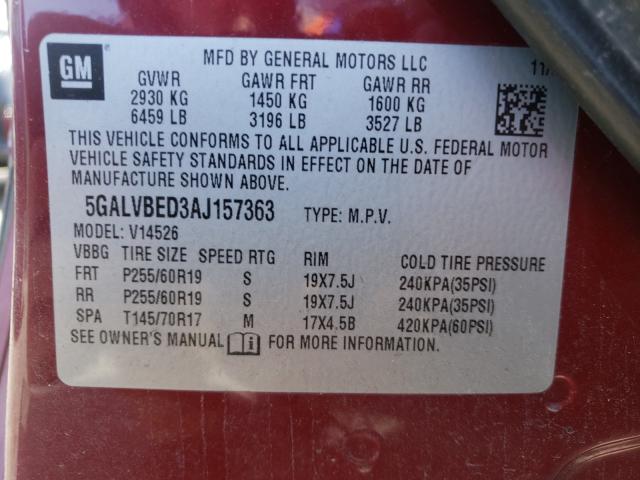 GM
MFD BY GENERAL MOTORS LLC
GVWR GAWR FRT GAWR RR
2930 KG 1450 KG 1600 KG
6459 LB 3196 LB 3527 LB
THIS VEHICLE CONFORMS TO ALL APPLICABLE U.S. FEDERAL MOTOR
VEHICLE SAFETY STANDARDS IN EFFECT ON THE DATE OF
MANUFACTURE SHOWN ABOVE.
5GALVBED3AJ157363 TYPE: M.P.V.
MODEL: V14526
VBBG TIRE SIZE SPEED RTG RIM COLD TIRE PRESSURE
FRT P255/60R19 S 19X7.5J 240KPA(35PSI)
RR P255/60R19 S 19X7.5J 240KPA(35PSI)
SPA T145/70R17 M 17X4.5B 420KPA(60PSI)
SEE OWNER'S MANUAL FOR MORE INFORMATION.